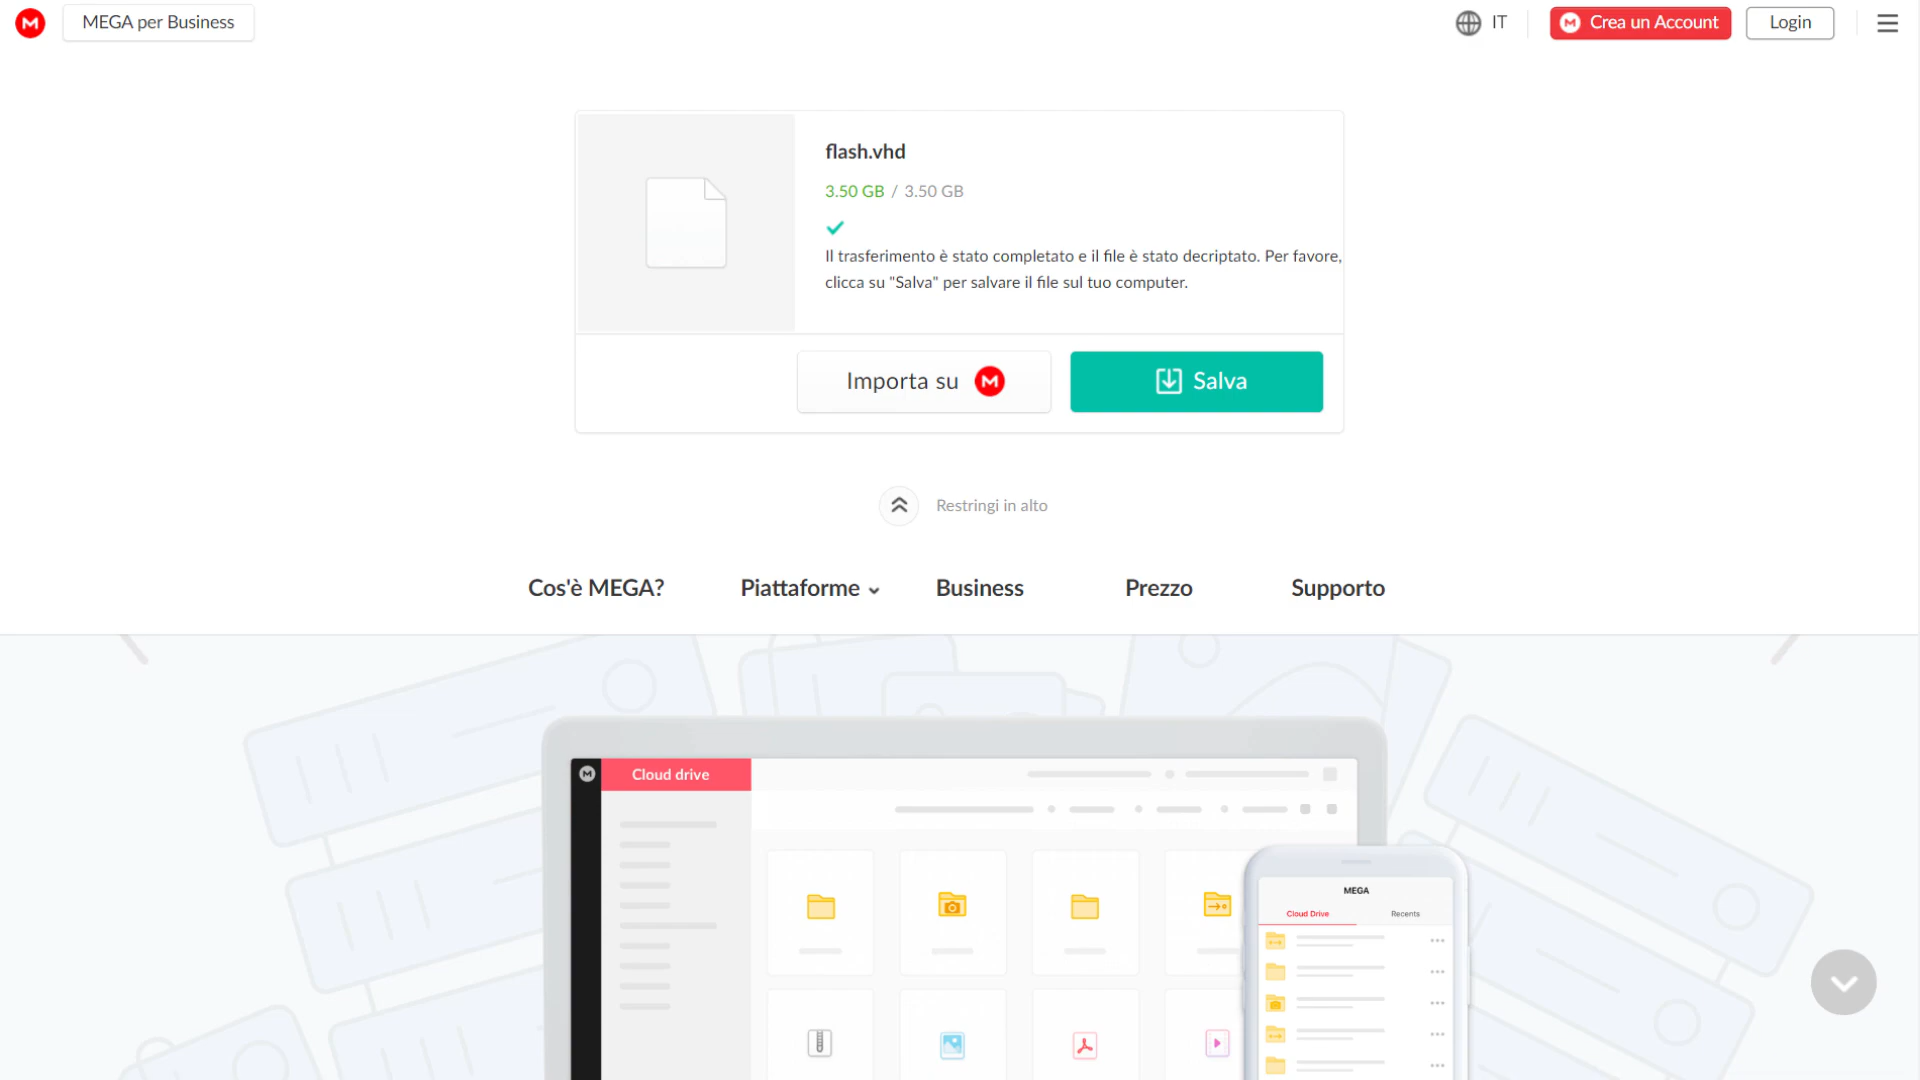 MEGA per Business
IT
Crea un Account
Login
flash.vhd
3.50 GB / 3.50 GB
Il trasferimento è stato completato e il file è stato decriptato. Per favore,
clicca su "Salva" per salvare il file sul tuo computer.
Importa su
Salva
Restringi in alto
Cos'è MEGA?
Piattaforme
Business
Prezzo
Supporto
Cloud drive
MEGA
Cloud Drive
Recents